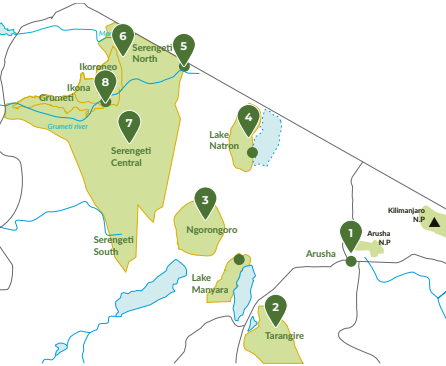 Mar
6
Serengeti
North
5
Ikorongo
8
Ikona
Grumeti
Grumeti river
7
Serengeti
Central
4
Lake
Natron
3
Ngorongoro
Kilimanjaro
N.P
1
Arusha
N.P
Arusha
Serengeti
South
Lake
Manyara
2
Tarangire